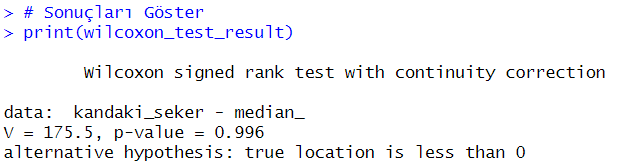 > # Sonuçları Göster
> print(wilcoxon_test_result)
Wilcoxon signed rank test with continuity correction
data:  kandaki_seker - median_
V = 175.5, p-value = 0.996
alternative hypothesis: true location is less than 0